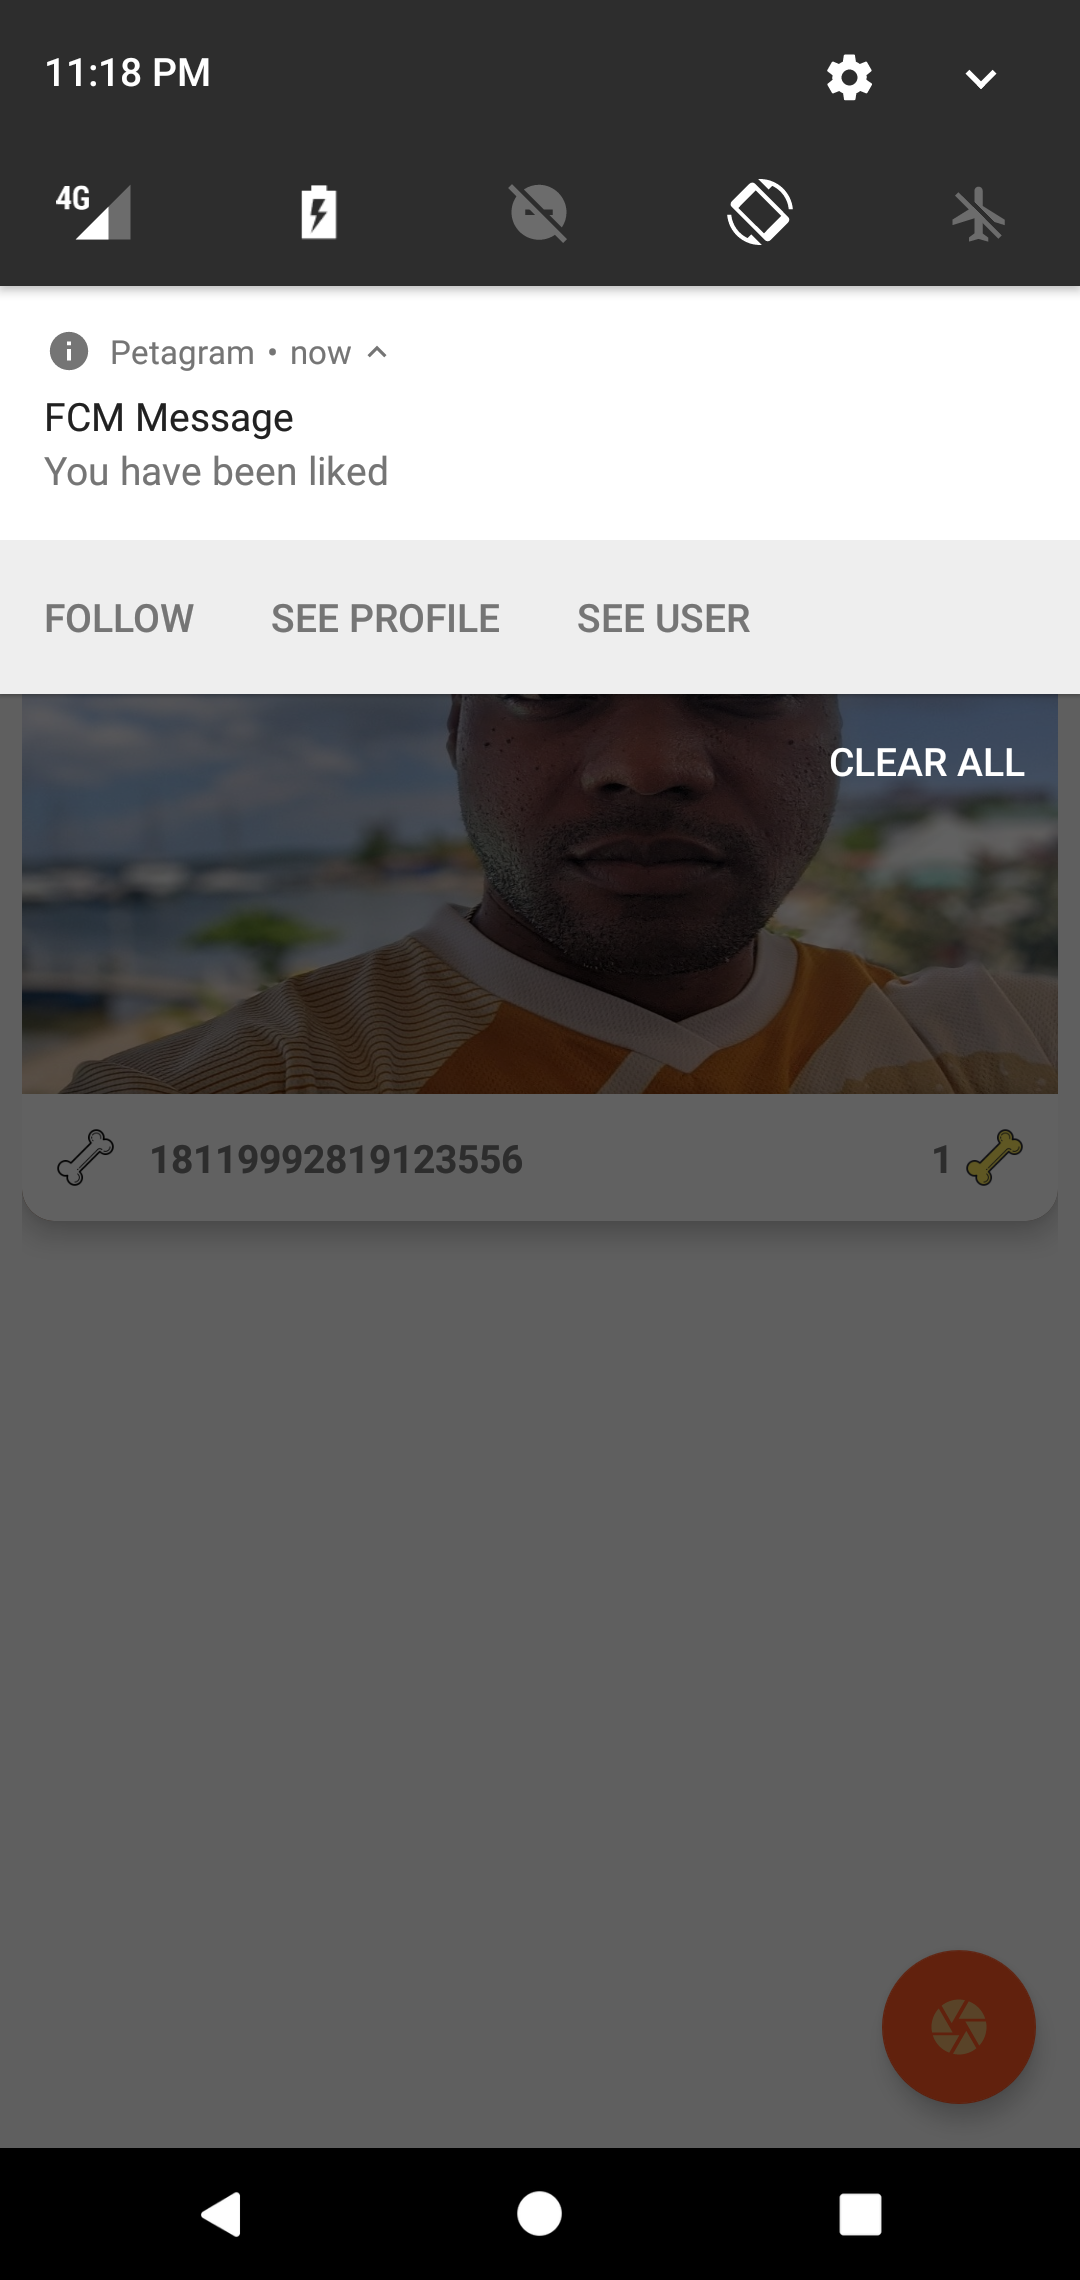 11:18 PM
4G
Petagram • now
FCM Message
You have been liked
FOLLOW SEE PROFILE SEE USER
CLEAR ALL
18119992819123556 1